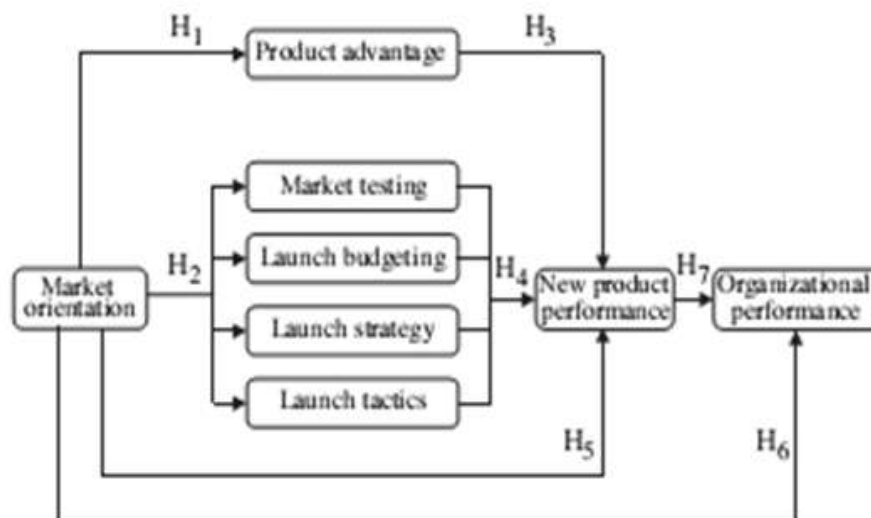 H1
Product advantage
H3
Market testing
H2
Launch budgeting
H4
Market
orientation
New product
performance
H7
Organizational
performance
Launch strategy
Launch tactics
H5
H6